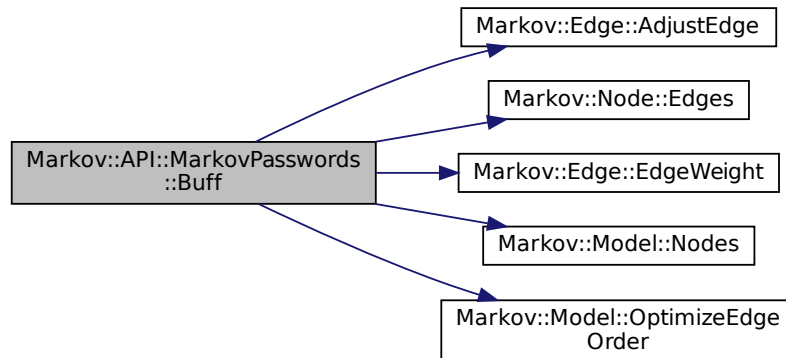 Markov::API::MarkovPasswords
::Buff
Markov::Edge::AdjustEdge
Markov::Node::Edges
Markov::Edge::EdgeWeight
Markov::Model::Nodes
Markov::Model::OptimizeEdge
Order